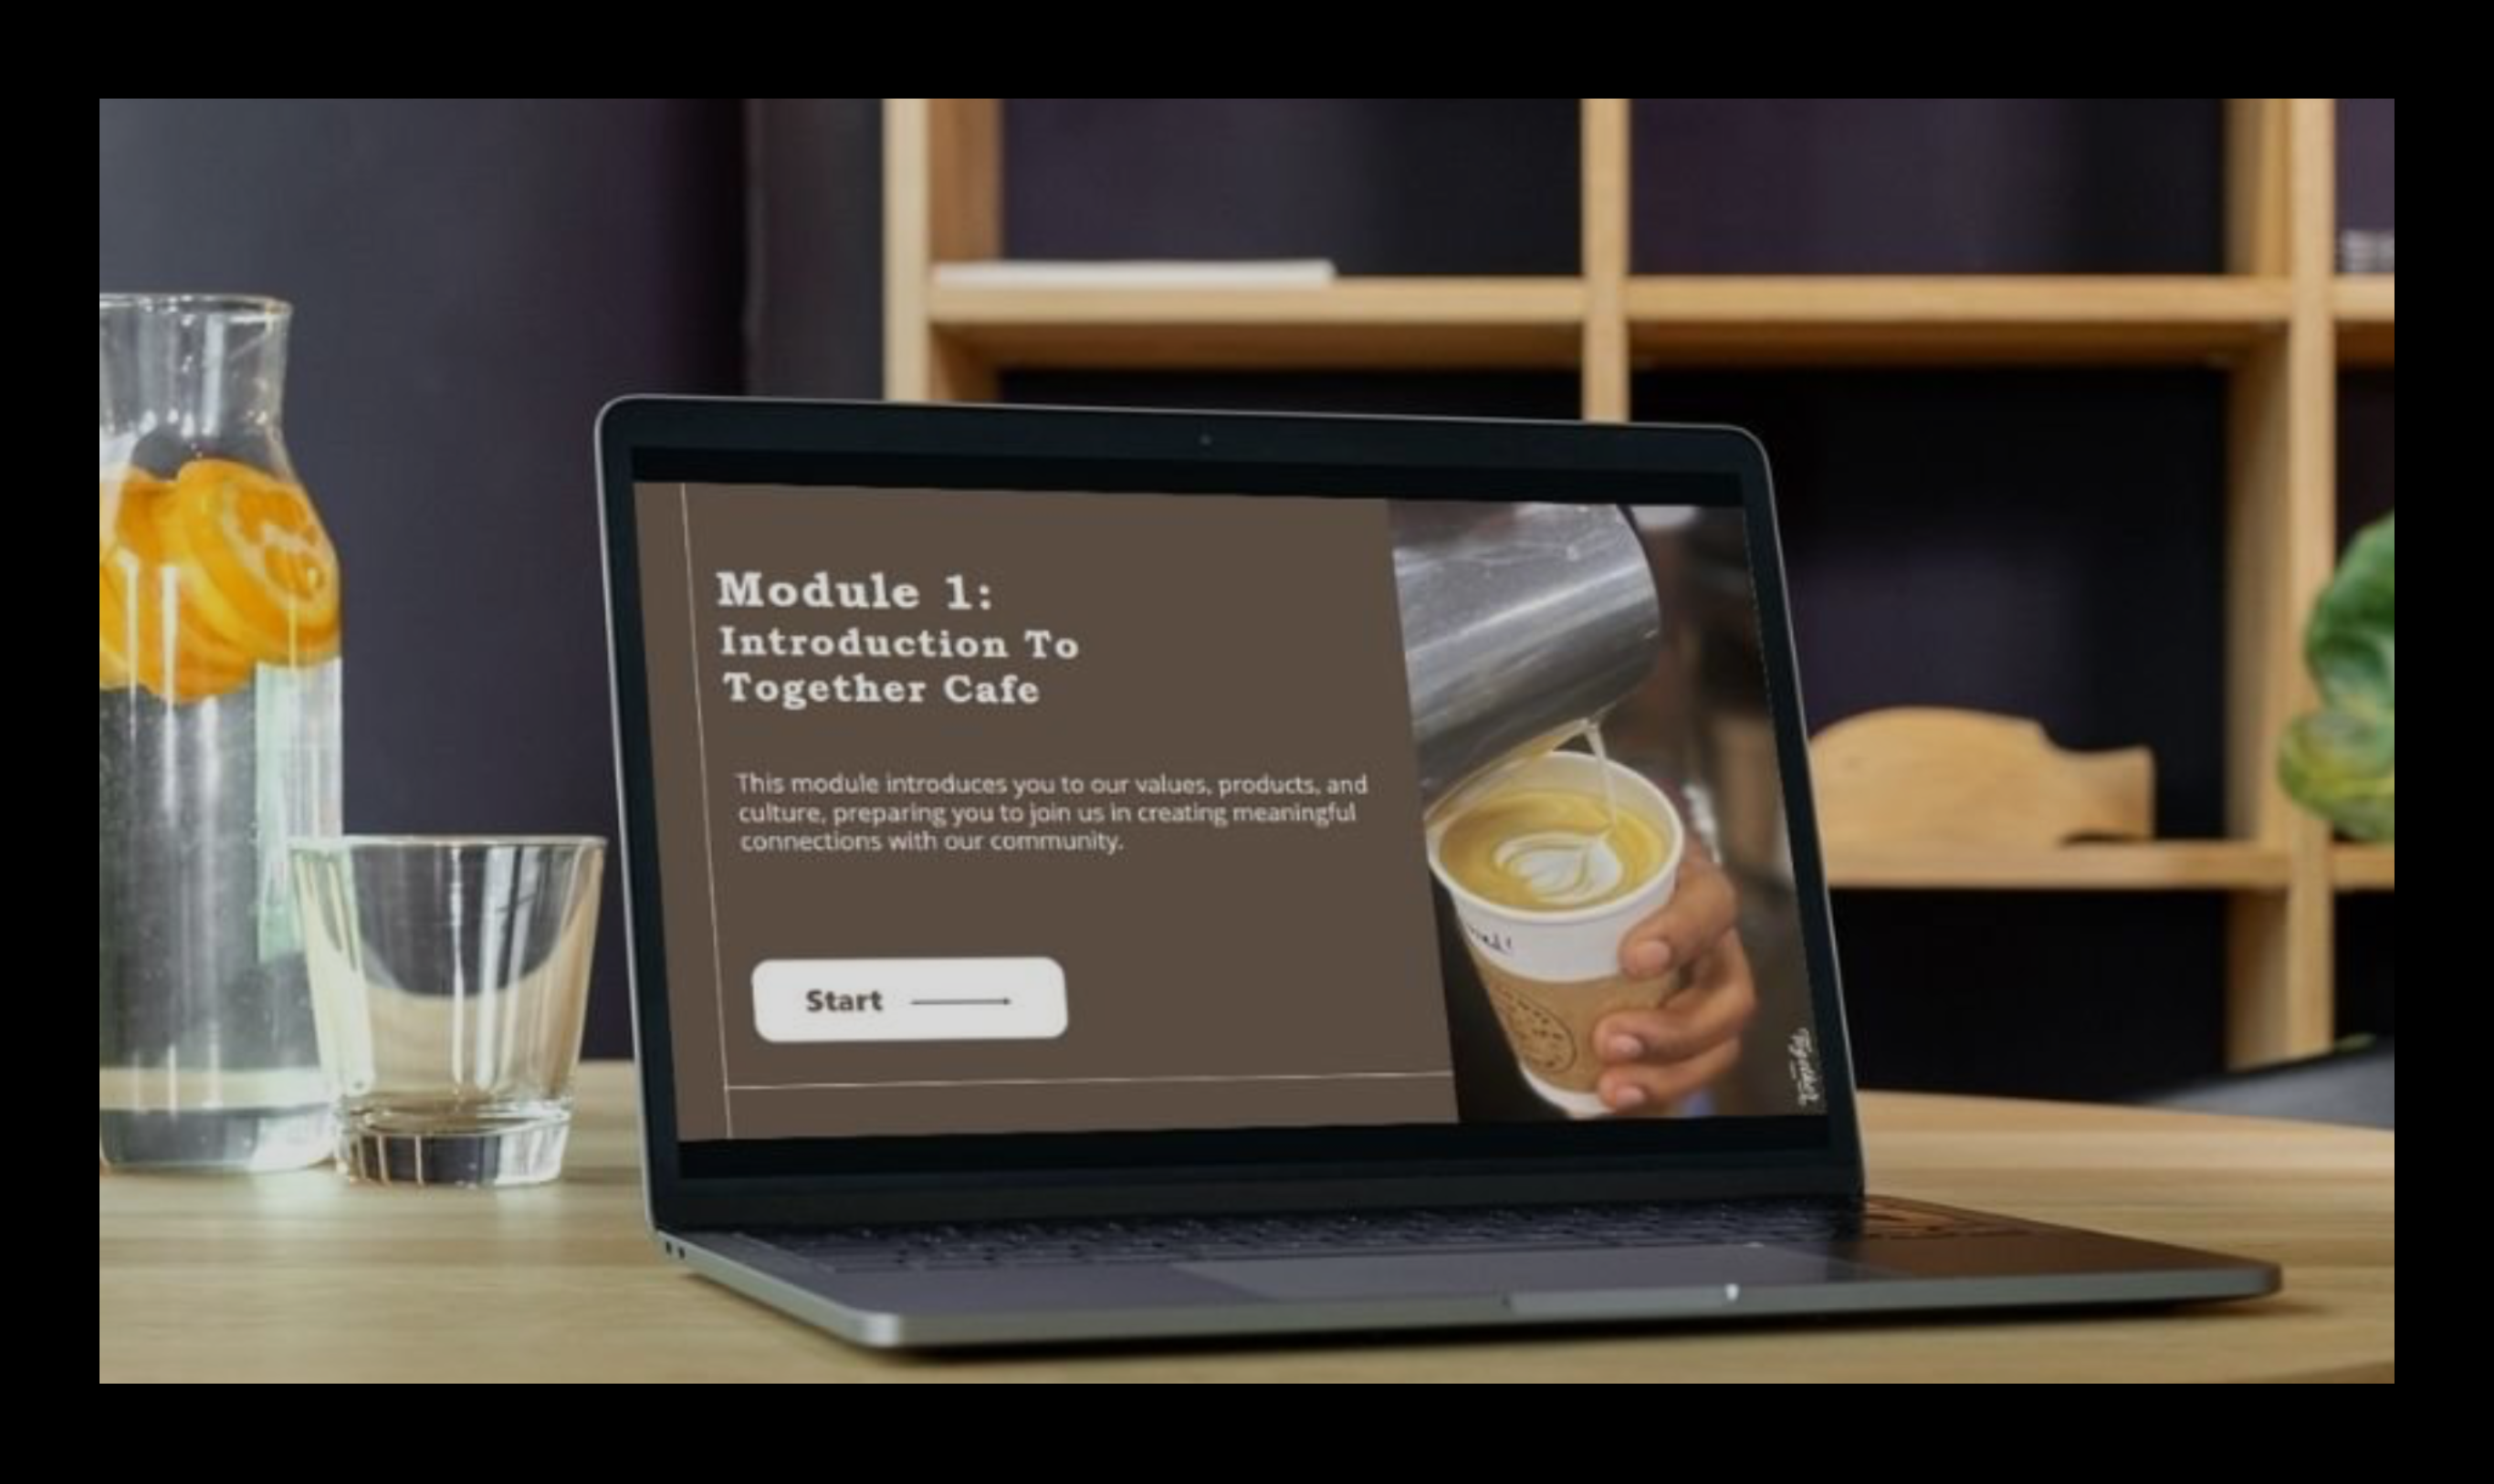 Module 1:
Introduction To
Together Cafe
This module introduces you to our values, products, and
culture, preparing you to join us in creating meaningful
connections with our community.
Start
Together